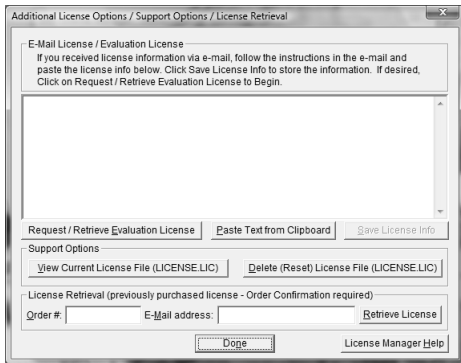 Additional License Options / Support Options / License Retrieval
E-Mail License / Evaluation License
If you received license information via e-mail, follow the instructions in the e-mail and
paste the license info below. Click Save License Info to store the information. If desired,
Click on Request / Retrieve Evaluation License to Begin.
Request / Retrieve Evaluation License
Paste Text from Clipboard
Save License Info
Support Options
View Current License File (LICENSE.LIC)
Delete (Reset) License File (LICENSE.LIC)
License Retrieval (previously purchased license - Order Confirmation required)
Order #:
E-Mail address:
Retrieve License
Done
License Manager Help